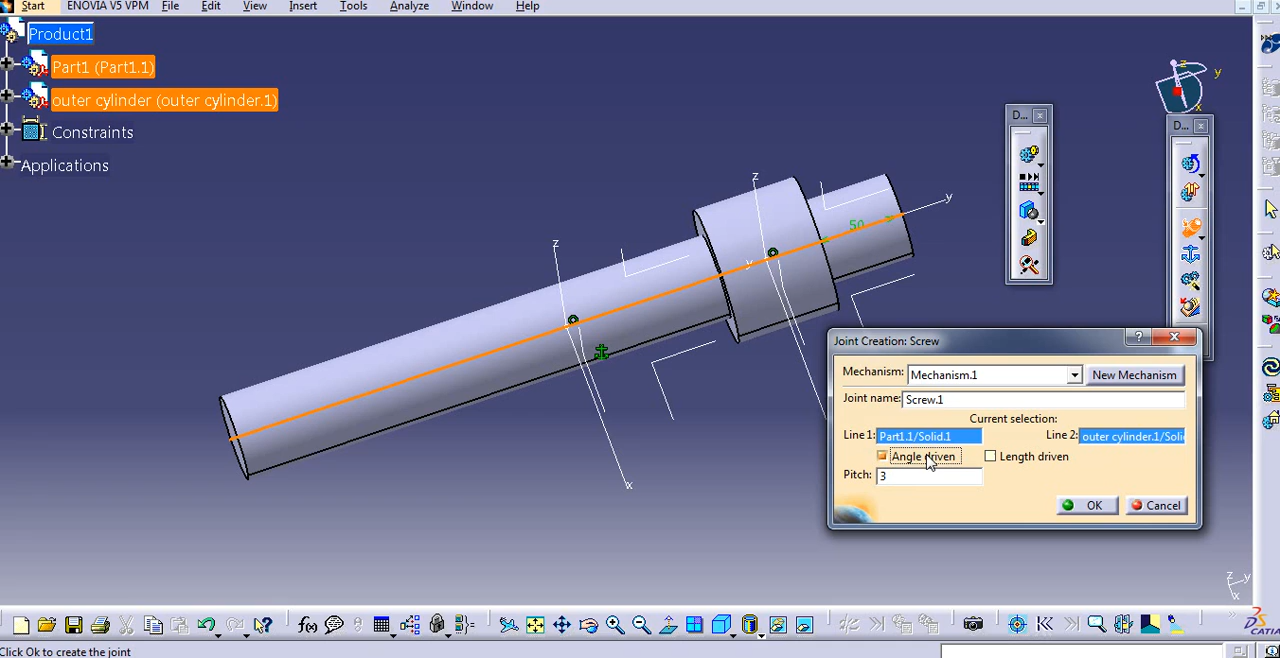 Start ENOVIA V5 VPM File Edit View Insert Tools Analyze Window Help
Product1
Part1 (Part1.1)
outer cylinder (outer cylinder.1)
Constraints
Applications
z
y
x
D...
D...
z
y
50
z
y
x
Joint Creation: Screw
Mechanism: Mechanism.1 New Mechanism
Joint name: Screw.1
Current selection:
Line 1: Part1.1/Solid.1 Line 2: outer cylinder.1/Soli
Angle driven Length driven
Pitch: 3
OK Cancel
z y
x
f(x)
CATIA
Click Ok to create the joint